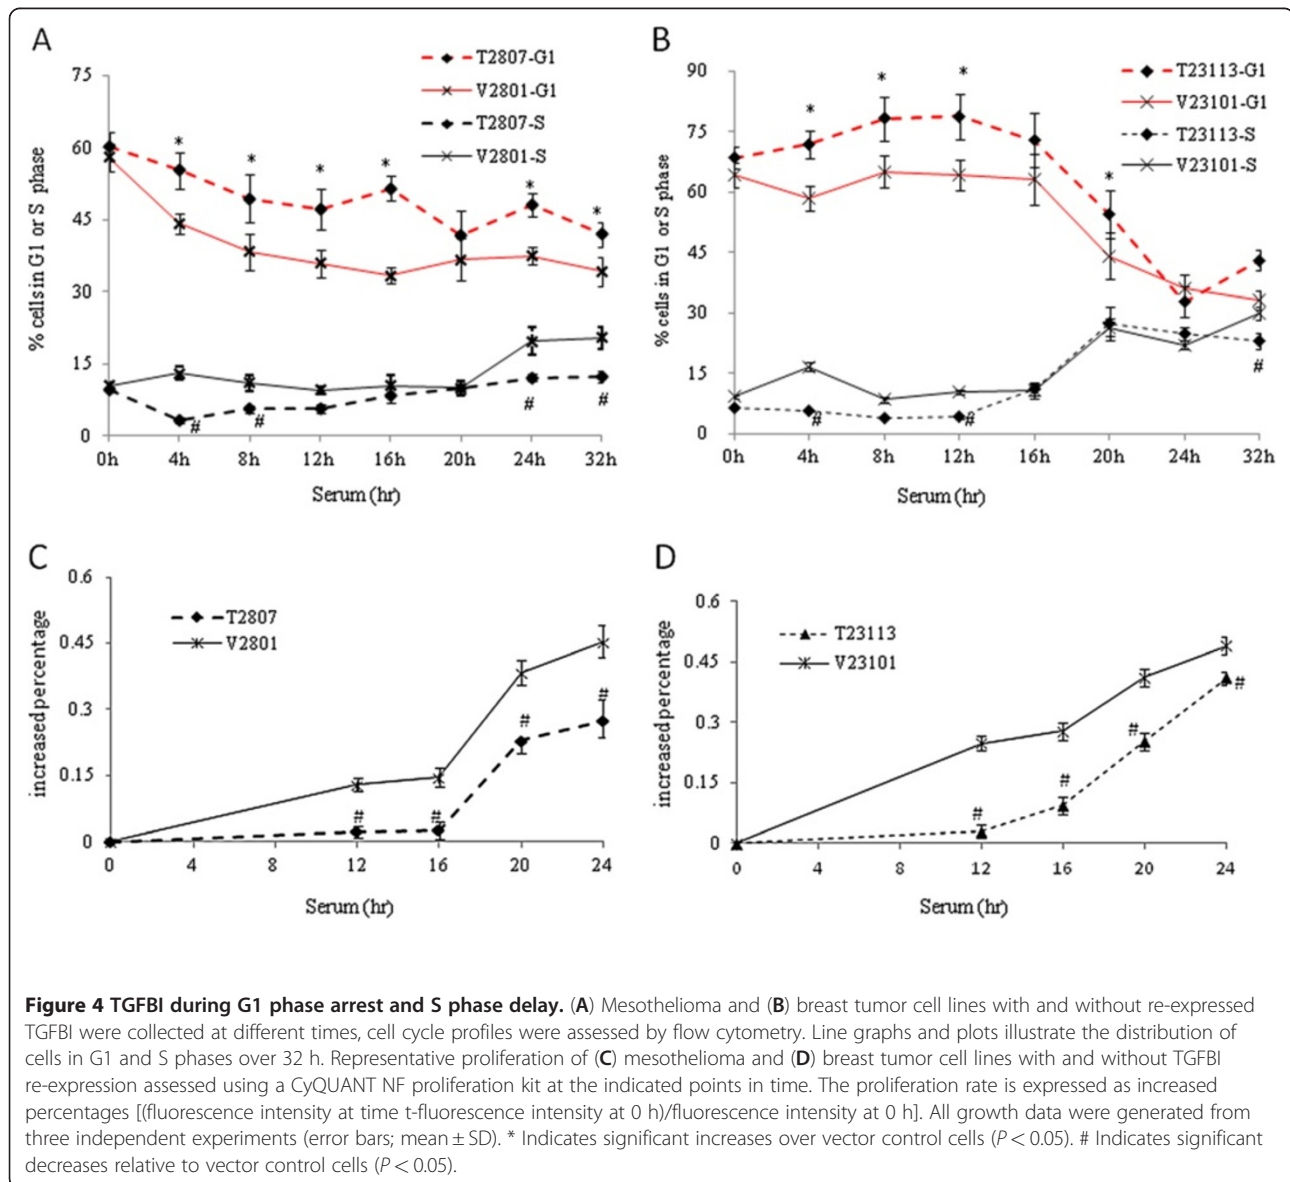 A
T2807-G1
V2801-G1
T2807-S
V2801-S
% cells in G1 or S phase
75
60
45
30
15
0
* * * * * *
# # # #
0h 4h 8h 12h 16h 20h 24h 32h
Serum (hr)
B
T23113-G1
V23101-G1
T23113-S
V23101-S
% cells in G1 or S phase
90
75
60
45
30
15
0
* * * *
# # #
0h 4h 8h 12h 16h 20h 24h 32h
Serum (hr)
C
T2807
V2801
increased percentage
0.6
0.45
0.3
0.15
0
# # # #
0 4 8 12 16 20 24
Serum (hr)
D
T23113
V23101
increased percentage
0.6
0.45
0.3
0.15
0
# # # #
0 4 8 12 16 20 24
Serum (hr)
Figure 4 TGFBI during G1 phase arrest and S phase delay. (A) Mesothelioma and (B) breast tumor cell lines with and without re-expressed
TGFBI were collected at different times, cell cycle profiles were assessed by flow cytometry. Line graphs and plots illustrate the distribution of
cells in G1 and S phases over 32 h. Representative proliferation of (C) mesothelioma and (D) breast tumor cell lines with and without TGFBI
re-expression assessed using a CyQUANT NF proliferation kit at the indicated points in time. The proliferation rate is expressed as increased
percentages [(fluorescence intensity at time t-fluorescence intensity at 0 h)/fluorescence intensity at 0 h]. All growth data were generated from
three independent experiments (error bars; mean ± SD). * Indicates significant increases over vector control cells (P < 0.05). # Indicates significant
decreases relative to vector control cells (P < 0.05).